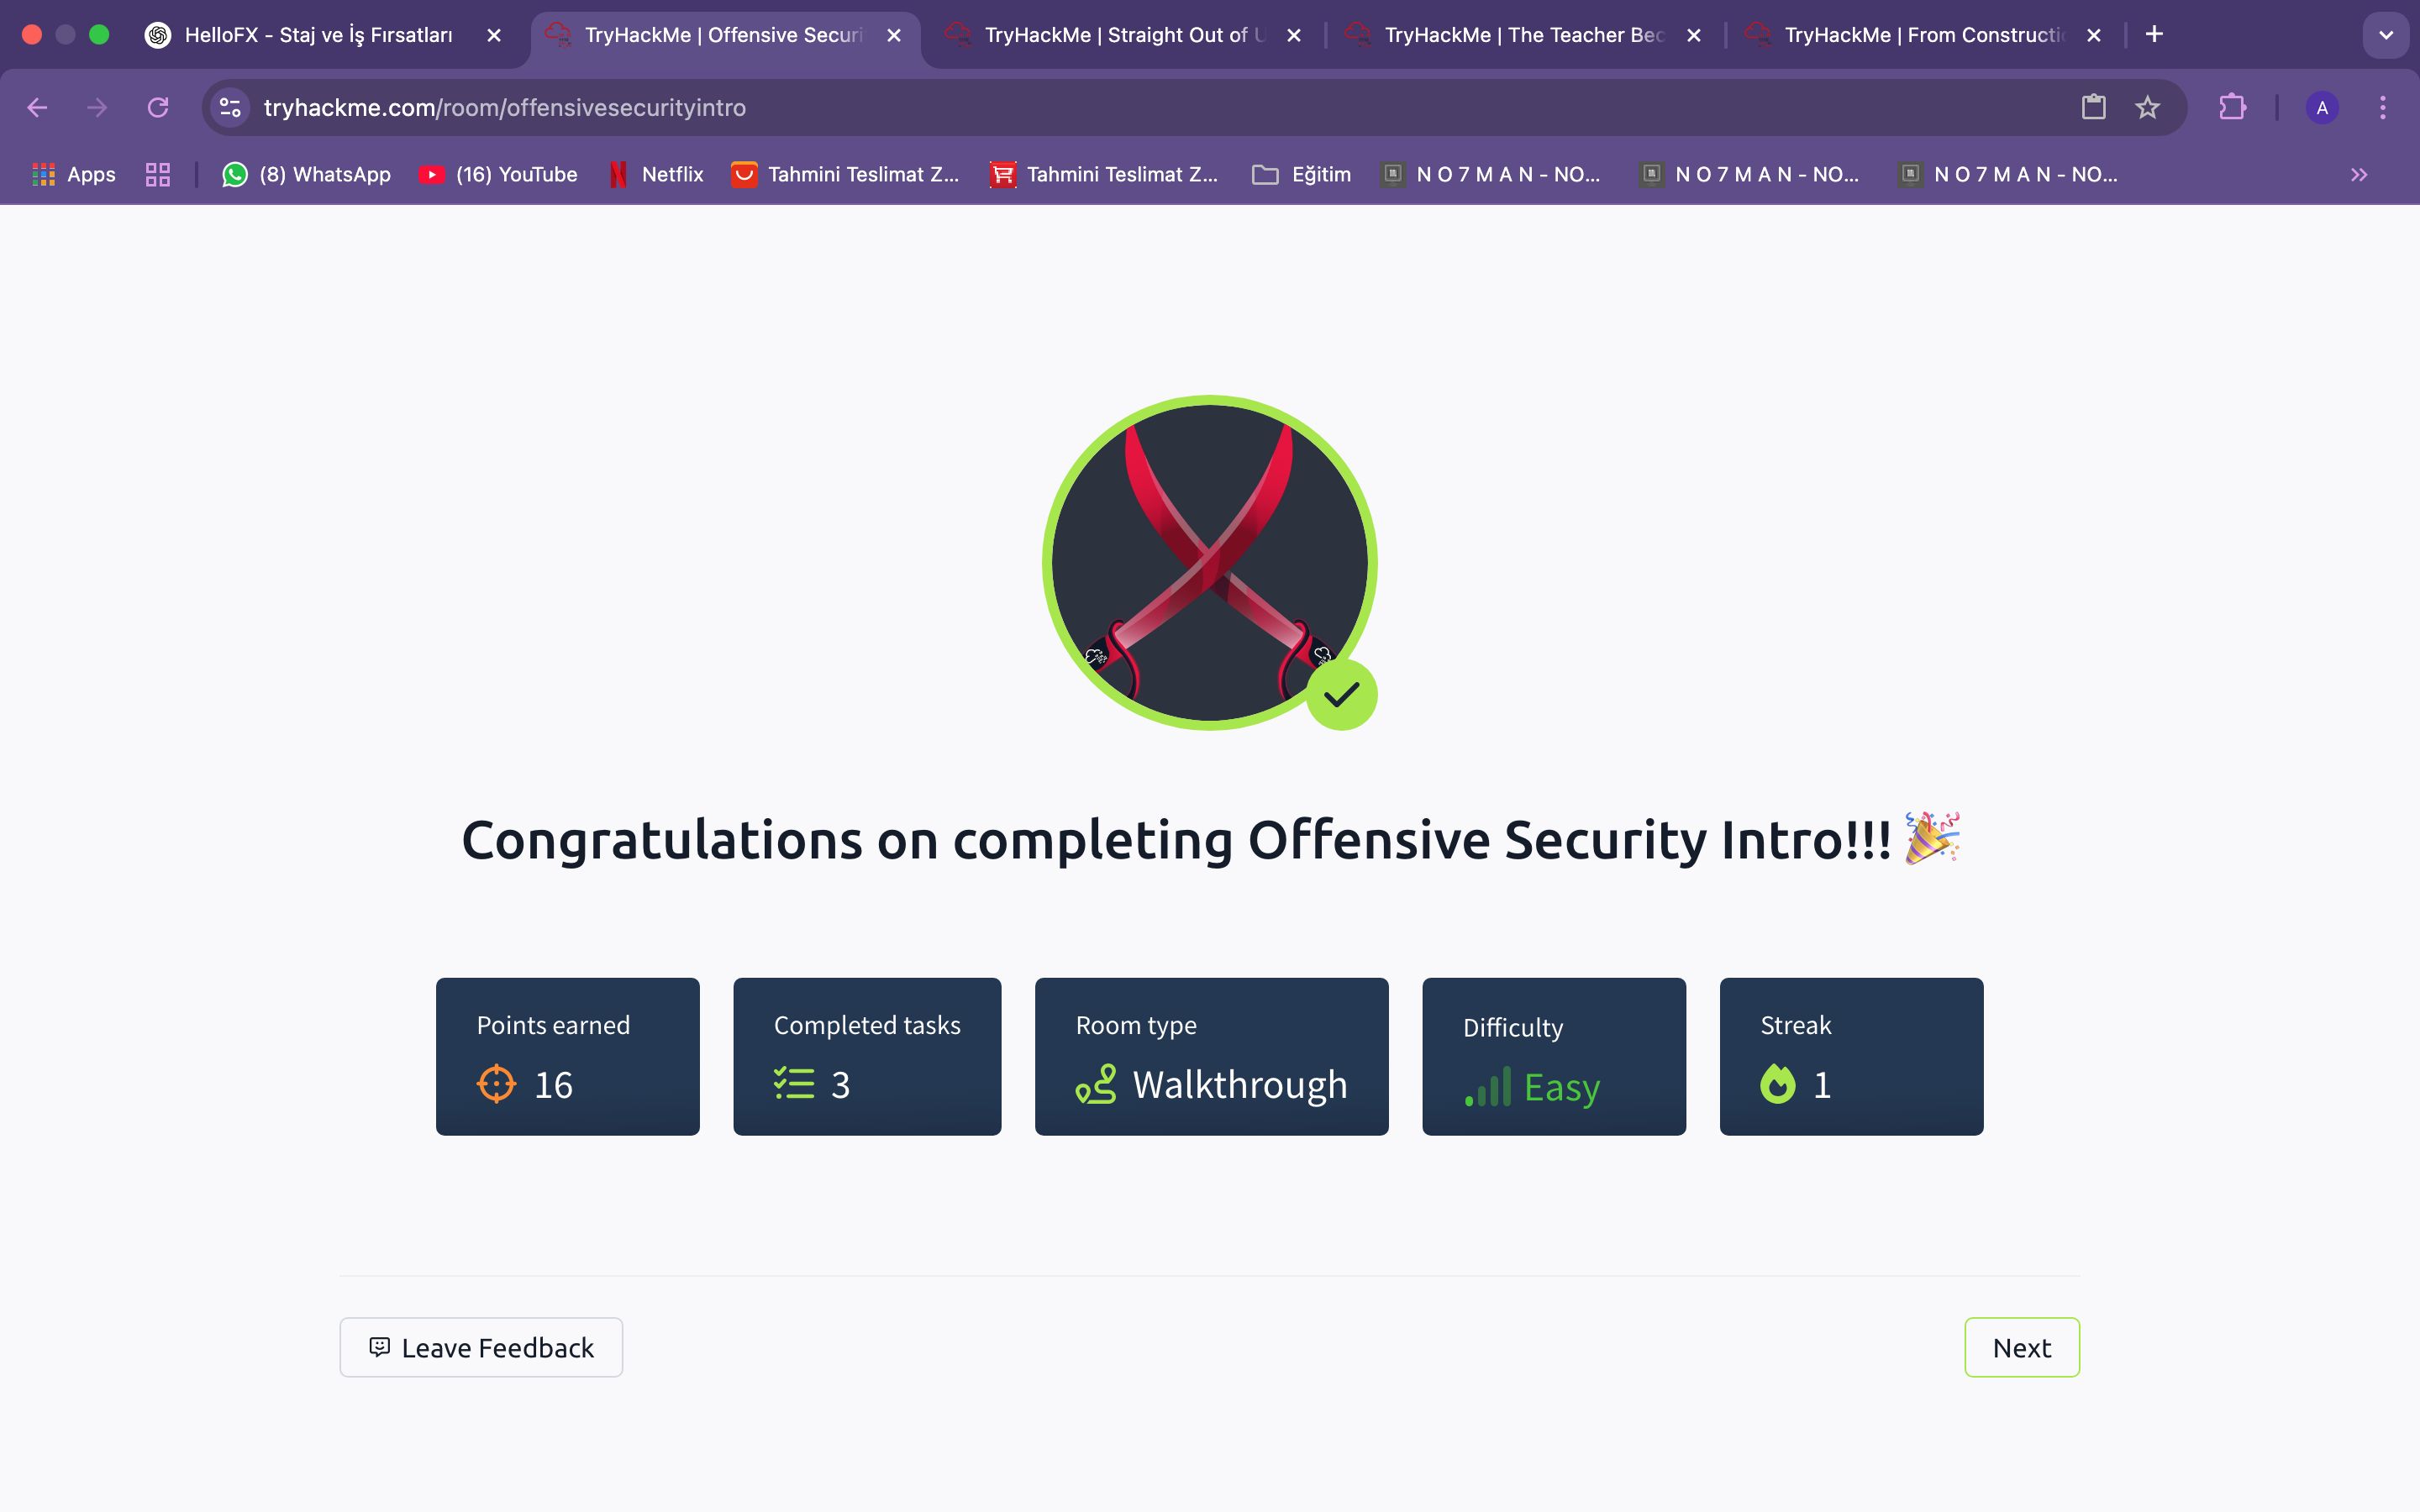 HelloFX - Staj ve İş Fırsatları
TryHackMe | Offensive Securi
TryHackMe | Straight Out of U
TryHackMe | The Teacher Bec
TryHackMe | From Constructi
tryhackme.com/room/offensivesecurityintro
A
Apps
(8) WhatsApp
(16) YouTube
Netflix
Tahmini Teslimat Z...
Tahmini Teslimat Z...
Eğitim
N O 7 M A N - NO...
N O 7 M A N - NO...
N O 7 M A N - NO...
Congratulations on completing Offensive Security Intro!!! 🎉
Points earned
16
Completed tasks
3
Room type
Walkthrough
Difficulty
Easy
Streak
1
Leave Feedback
Next